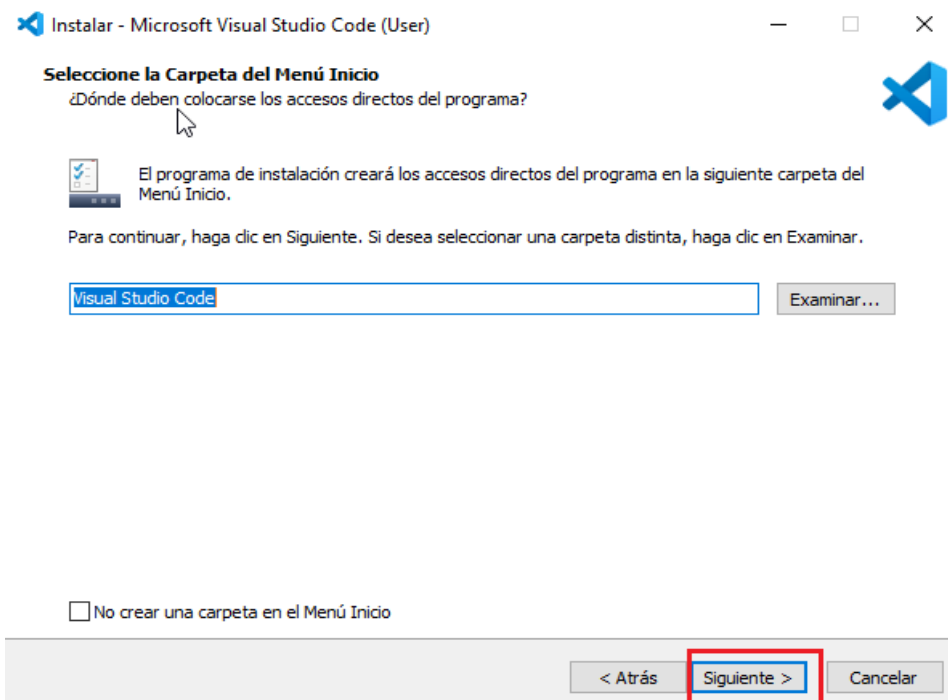 Instalar - Microsoft Visual Studio Code (User)
Seleccione la Carpeta del Menú Inicio
¿Dónde deben colocarse los accesos directos del programa?
El programa de instalación creará los accesos directos del programa en la siguiente carpeta del
Menú Inicio.
Para continuar, haga clic en Siguiente. Si desea seleccionar una carpeta distinta, haga clic en Examinar.
Visual Studio Code
Examinar...
No crear una carpeta en el Menú Inicio
< Atrás
Siguiente >
Cancelar